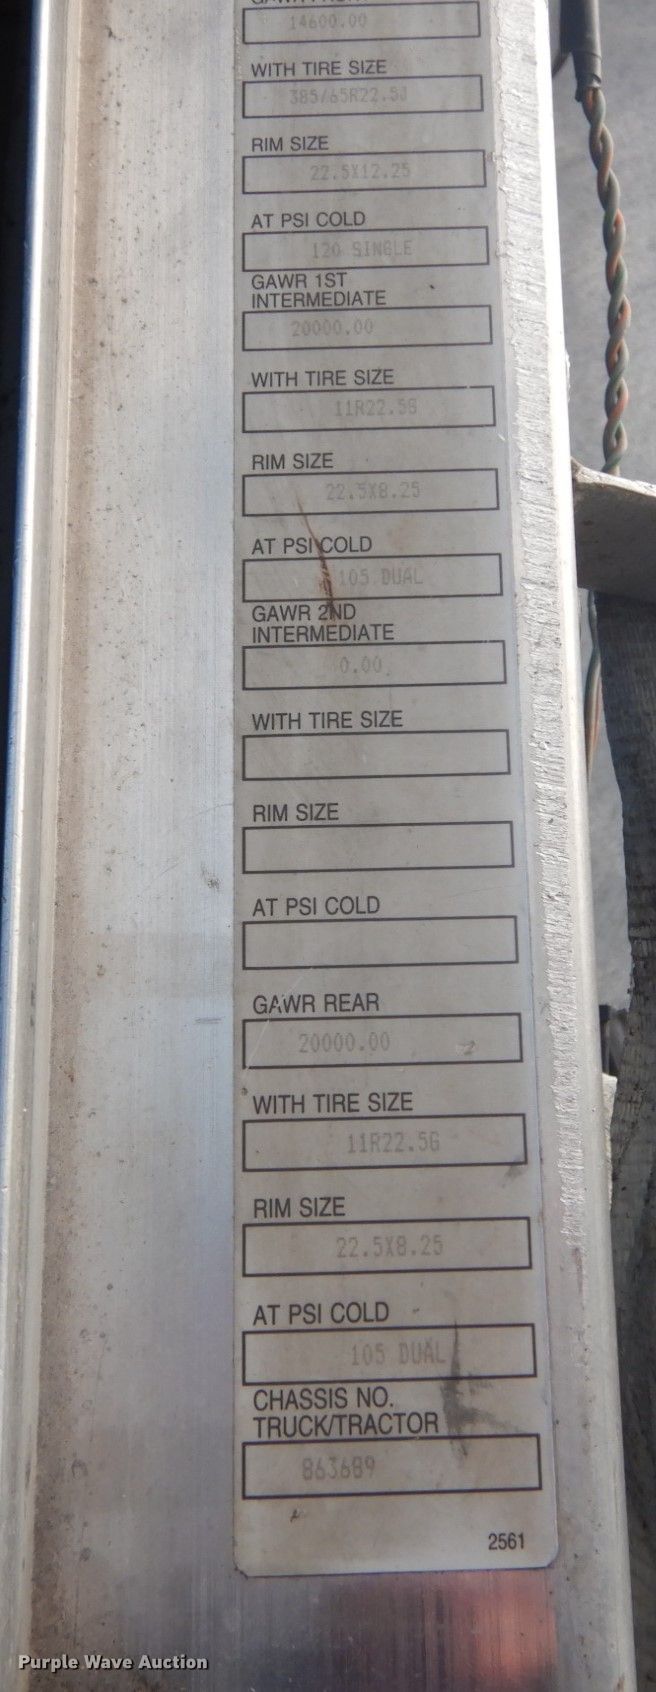 14600.00
WITH TIRE SIZE
385/65R22.5J
RIM SIZE
22.5X12.25
AT PSI COLD
120 SINGLE
GAWR 1ST
INTERMEDIATE
20000.00
WITH TIRE SIZE
11R22.5G
RIM SIZE
22.5X8.25
AT PSI COLD
105 DUAL
GAWR 2ND
INTERMEDIATE
0.00
WITH TIRE SIZE
RIM SIZE
AT PSI COLD
GAWR REAR
20000.00
WITH TIRE SIZE
11R22.5G
RIM SIZE
22.5X8.25
AT PSI COLD
105 DUAL
CHASSIS NO.
TRUCK/TRACTOR
863689
2561
Purple Wave Auction